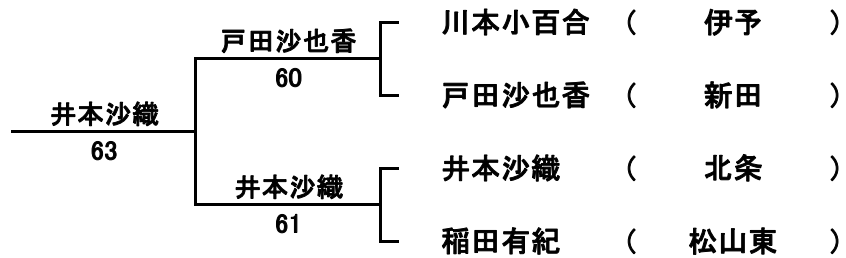 川本小百合 ( 伊予 )
戸田沙也香
60
戸田沙也香 ( 新田 )
井本沙織
63
井本沙織 ( 北条 )
井本沙織
61
稲田有紀 ( 松山東 )